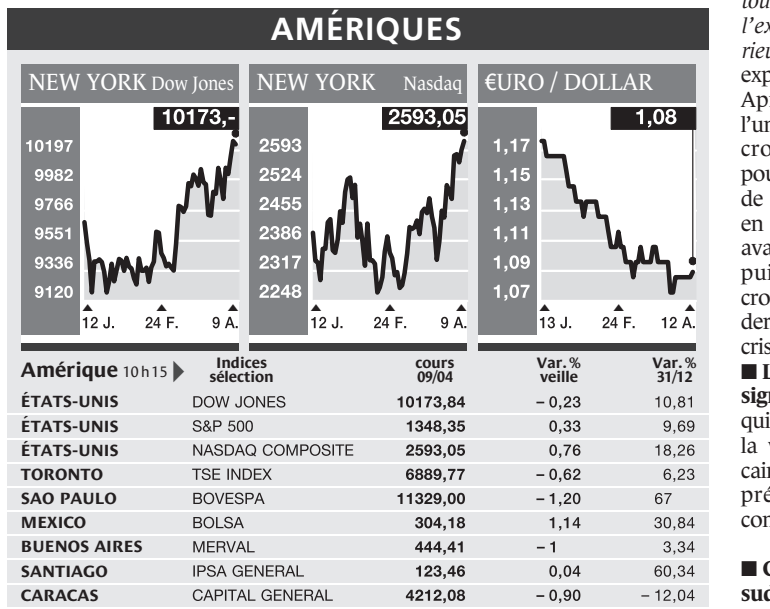 AMÉRIQUES
NEW YORK Dow Jones
10173,-
10197
9982
9766
9551
9336
9120
12 J. 24 F. 9 A.
NEW YORK Nasdaq
2593,05
2593
2524
2455
2386
2317
2248
12 J. 24 F. 9 A.
€URO / DOLLAR
1,08
1,17
1,15
1,13
1,11
1,09
1,07
13 J. 24 F. 12 A.
Amérique 10h15 Indices sélection cours 09/04 Var. % veille Var. % 31/12
ÉTATS-UNIS DOW JONES 10173,84 – 0,23 10,81
ÉTATS-UNIS S&P 500 1348,35 0,33 9,69
ÉTATS-UNIS NASDAQ COMPOSITE 2593,05 0,76 18,26
TORONTO TSE INDEX 6889,77 – 0,62 6,23
SAO PAULO BOVESPA 11329,00 – 1,20 67
MEXICO BOLSA 304,18 1,14 30,84
BUENOS AIRES MERVAL 444,41 – 1 3,34
SANTIAGO IPSA GENERAL 123,46 0,04 60,34
CARACAS CAPITAL GENERAL 4212,08 – 0,90 – 12,04